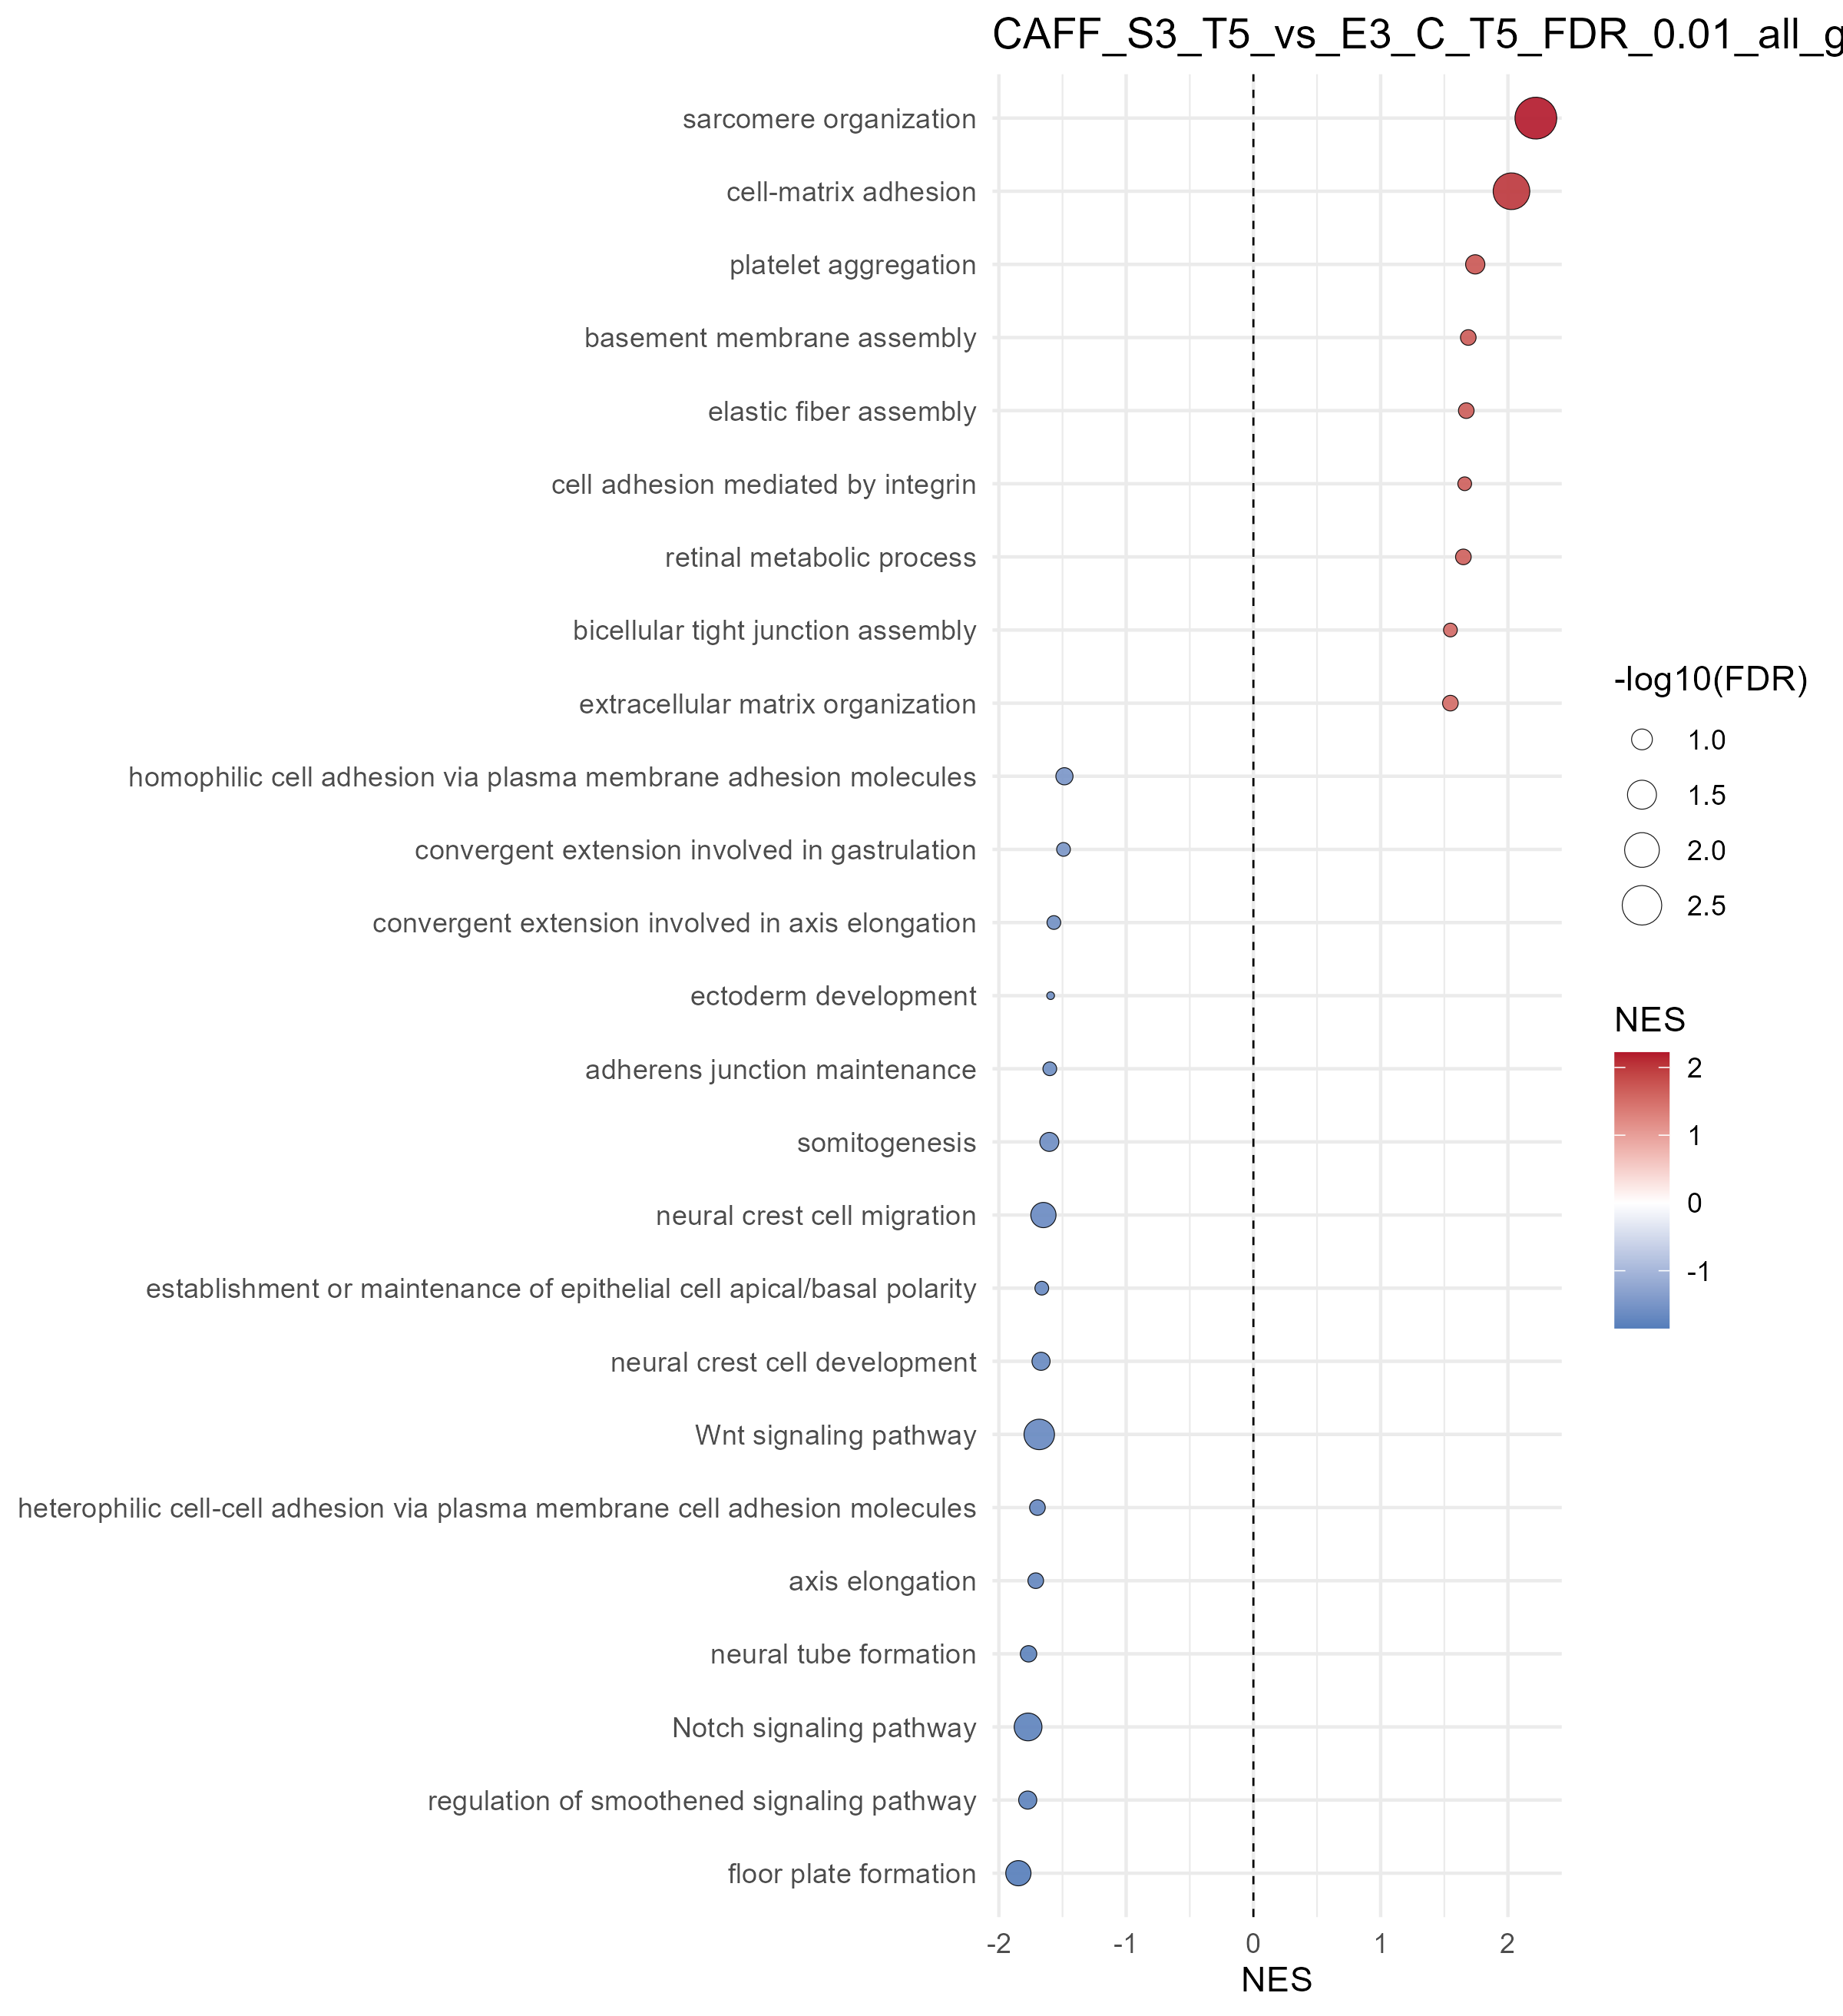 CAFF_S3_T5_vs_E3_C_T5_FDR_0.01_all_g
sarcomere organization
cell-matrix adhesion
platelet aggregation
basement membrane assembly
elastic fiber assembly
cell adhesion mediated by integrin
retinal metabolic process
bicellular tight junction assembly
extracellular matrix organization
homophilic cell adhesion via plasma membrane adhesion molecules
convergent extension involved in gastrulation
convergent extension involved in axis elongation
ectoderm development
adherens junction maintenance
somitogenesis
neural crest cell migration
establishment or maintenance of epithelial cell apical/basal polarity
neural crest cell development
Wnt signaling pathway
heterophilic cell-cell adhesion via plasma membrane cell adhesion molecules
axis elongation
neural tube formation
Notch signaling pathway
regulation of smoothened signaling pathway
floor plate formation
-2 -1 0 1 2
NES
-log10(FDR)
1.0
1.5
2.0
2.5
NES
2
1
0
-1